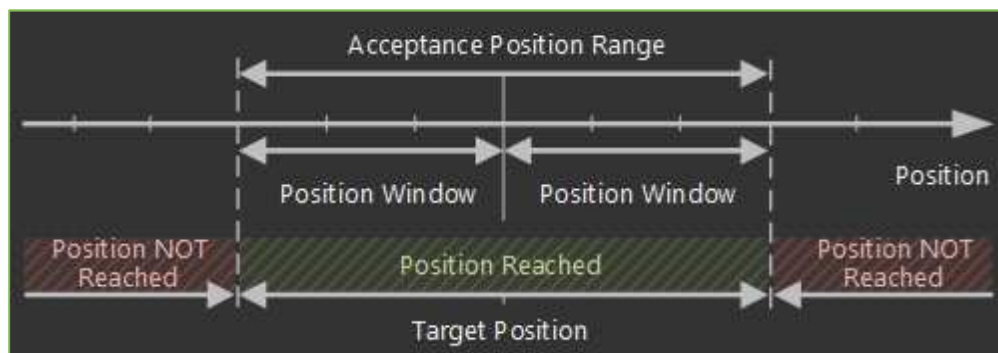 Acceptance Position Range
Position Window Position Window
Position
Position NOT
Reached
Position Reached
Position NOT
Reached
Target Position